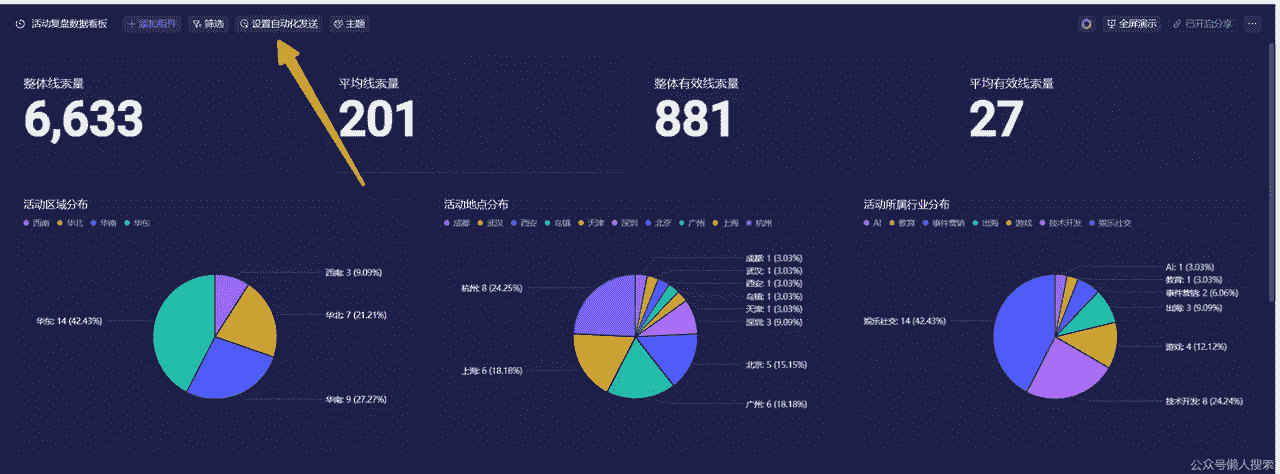 活动复盘数据看板 + 添加组件 筛选 设置自动化发送 主题 全屏演示 已开启分享 ...
整体线索量 平均线索量 整体有效线索量 平均有效线索量
6,633 201 881 27
活动区域分布
西南 华北 华南 华东
西南: 3 (9.09%)
华北: 7 (21.21%)
华东: 14 (42.43%)
华南: 9 (27.27%)
活动地点分布
成都 武汉 西安 乌镇 天津 深圳 北京 广州 上海 杭州
成都: 1 (3.03%)
武汉: 1 (3.03%)
西安: 1 (3.03%)
杭州: 8 (24.25%)
乌镇: 1 (3.03%)
天津: 1 (3.03%)
深圳: 3 (9.09%)
北京: 5 (15.15%)
上海: 6 (18.18%)
广州: 6 (18.18%)
活动所属行业分布
AI 教育 事件营销 出海 游戏 技术开发 娱乐社交
AI: 1 (3.03%)
教育: 1 (3.03%)
事件营销: 2 (6.06%)
出海: 3 (9.09%)
娱乐社交: 14 (42.43%)
游戏: 4 (12.12%)
技术开发: 8 (24.24%)
公众号懒人搜索